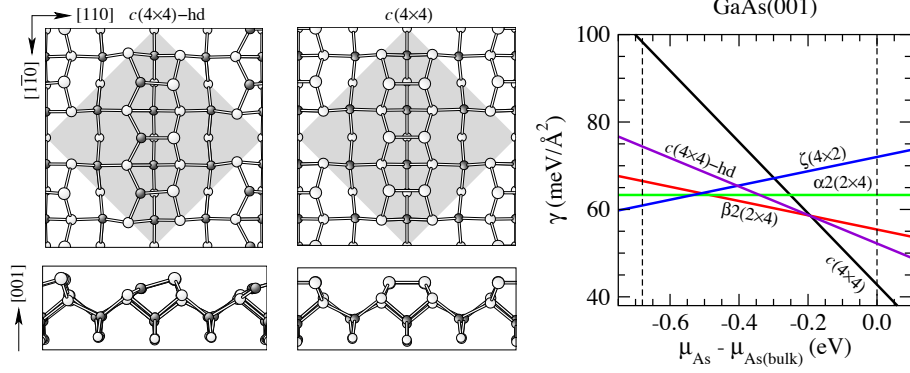 [110] c(4×4)−hd
c(4×4)
[11̄0]
[001]
GaAs(001)
γ (meV/Å²)
100
80
60
40
c(4×4)−hd
ζ(4×2)
α2(2×4)
β2(2×4)
c(4×4)
-0.6
-0.4
-0.2
0.0
μAs - μAs(bulk) (eV)